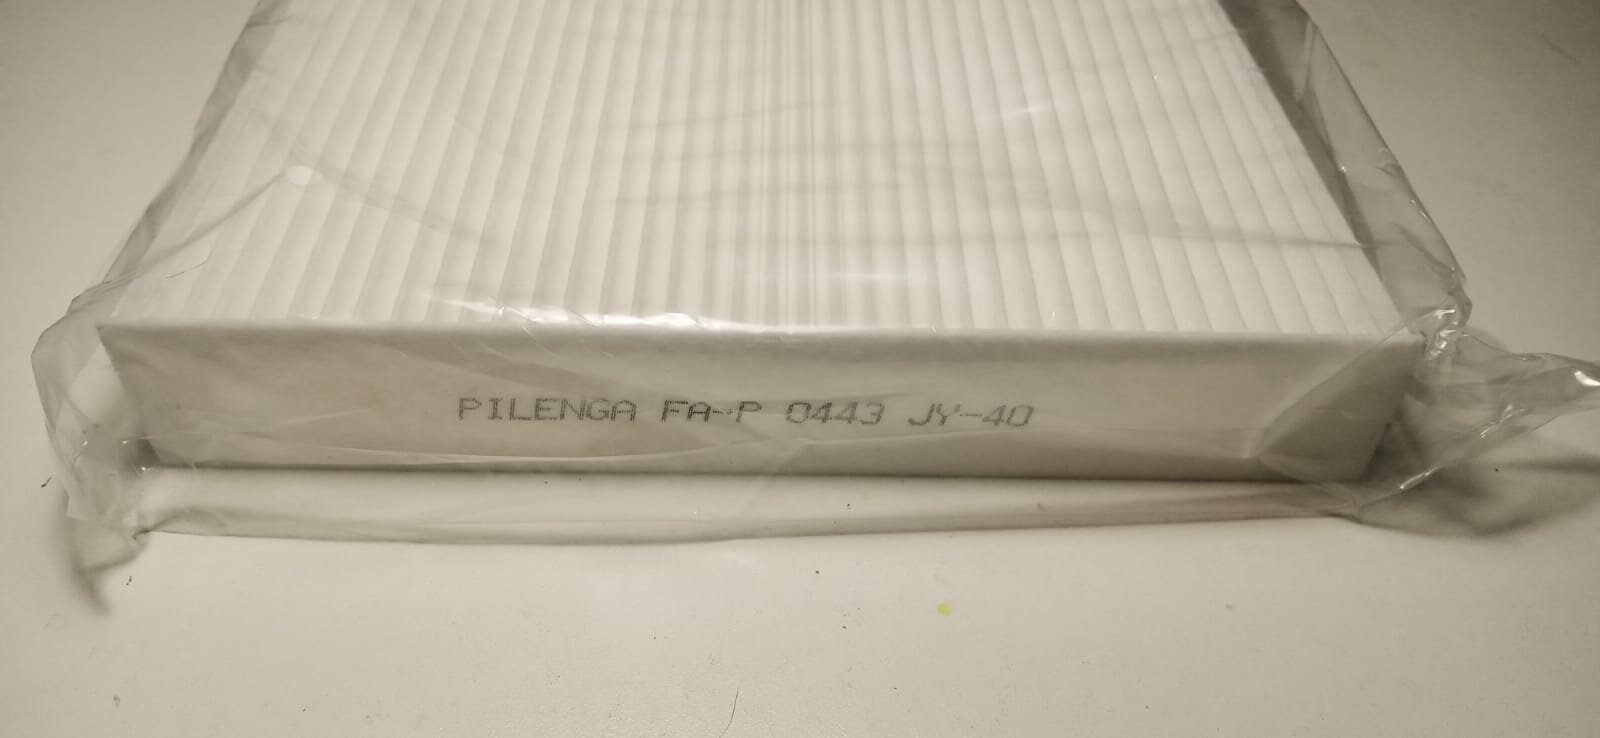 PILENGA FA-P 0443 JY-40